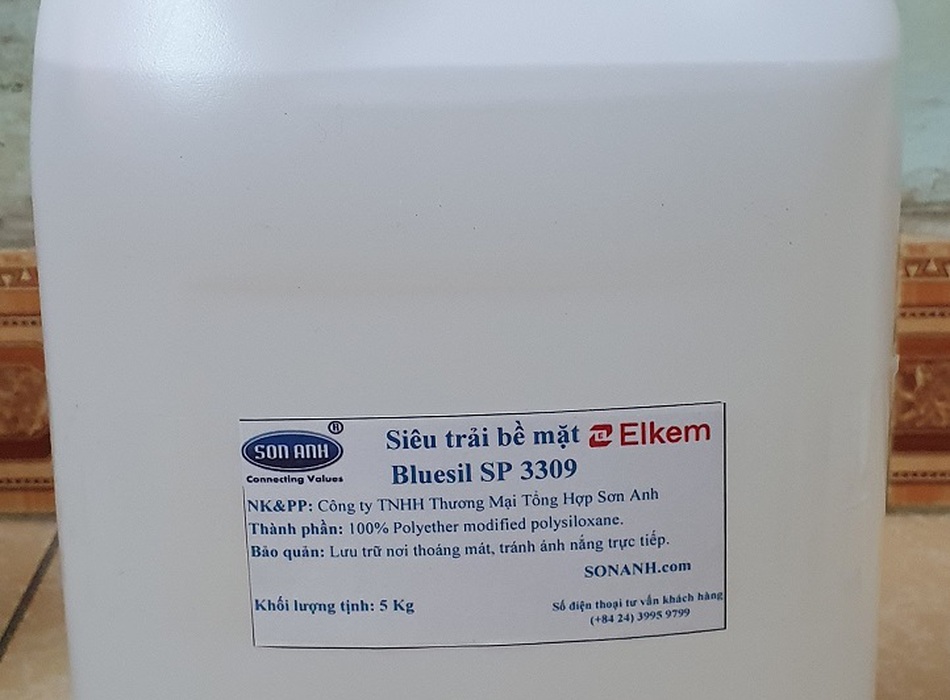 SON ANH ®
Connecting Values
Siêu trải bề mặt Elkem
Bluesil SP 3309
NK&PP: Công ty TNHH Thương Mại Tổng Hợp Sơn Anh
Thành phần: 100% Polyether modified polysiloxane.
Bảo quản: Lưu trữ nơi thoáng mát, tránh ánh nắng trực tiếp.
SONANH.com
Khối lượng tịnh: 5 Kg
Số điện thoại tư vấn khách hàng
(+84 24) 3995 9799